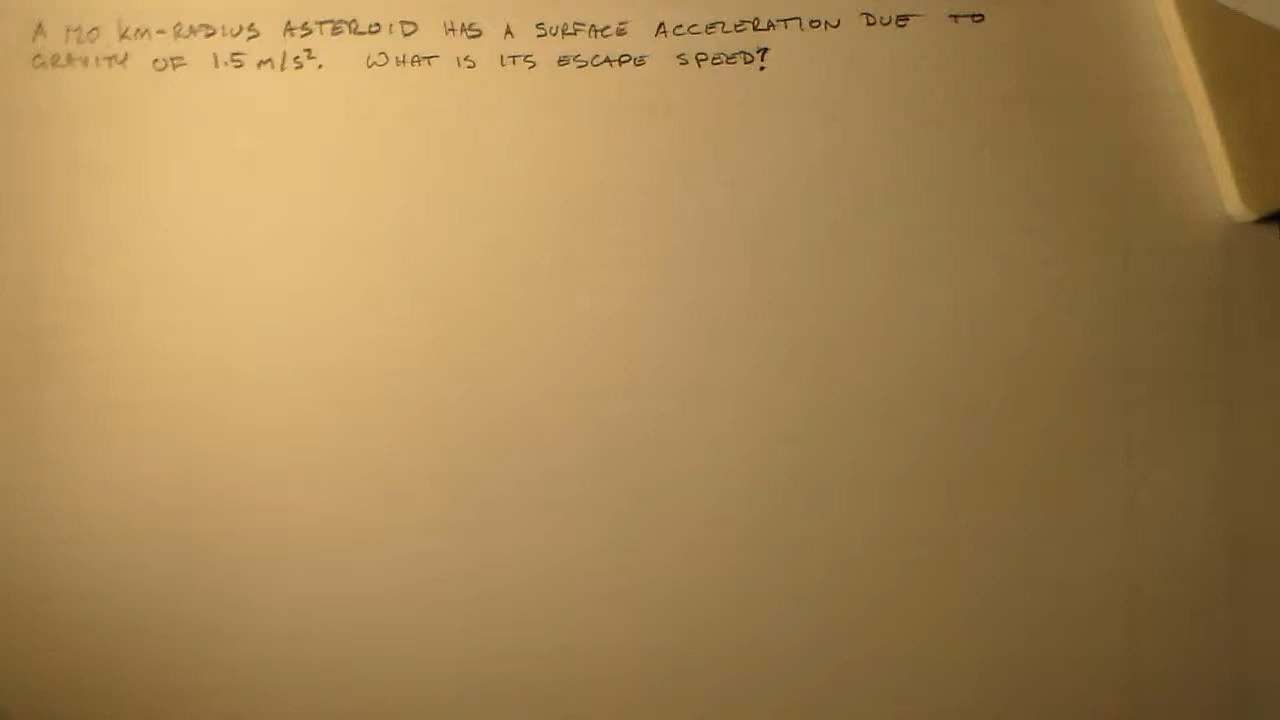 A 120 km-RADIUS ASTEROID HAS A SURFACE ACCELERATION DUE TO
GRAVITY OF 1.5 m/s². WHAT IS ITS ESCAPE SPEED?